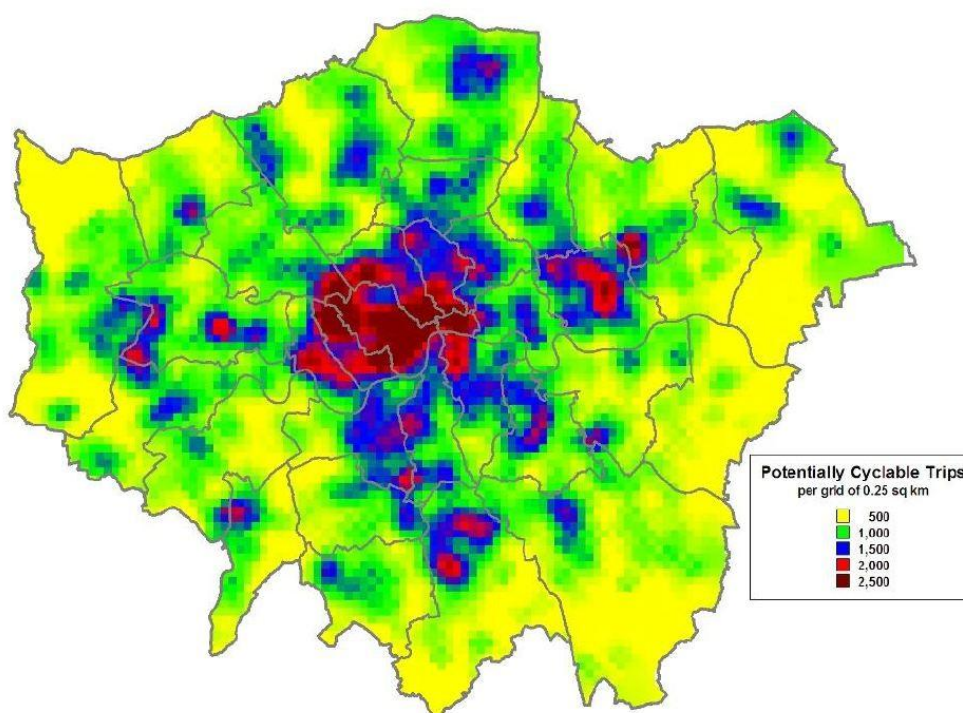 Potentially Cyclable Trips
per grid of 0.25 sq km
500
1,000
1,500
2,000
2,500